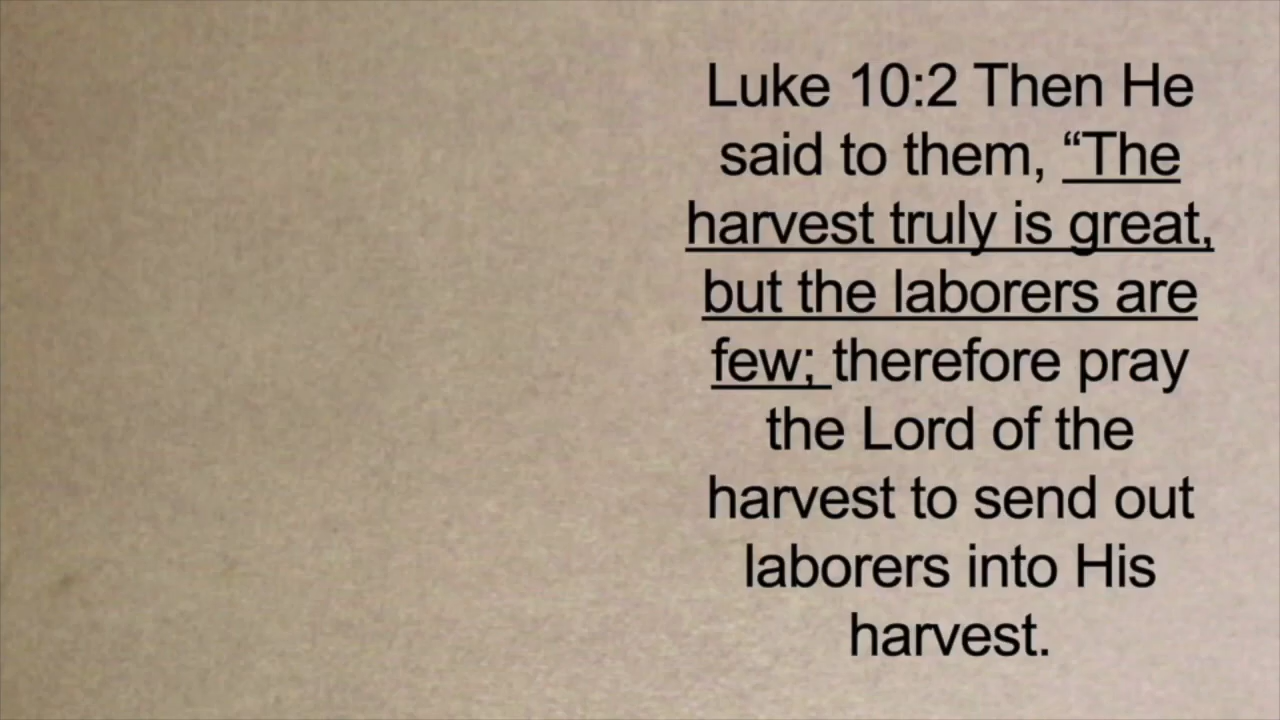 Luke 10:2 Then He
said to them, “The
harvest truly is great,
but the laborers are
few; therefore pray
the Lord of the
harvest to send out
laborers into His
harvest.